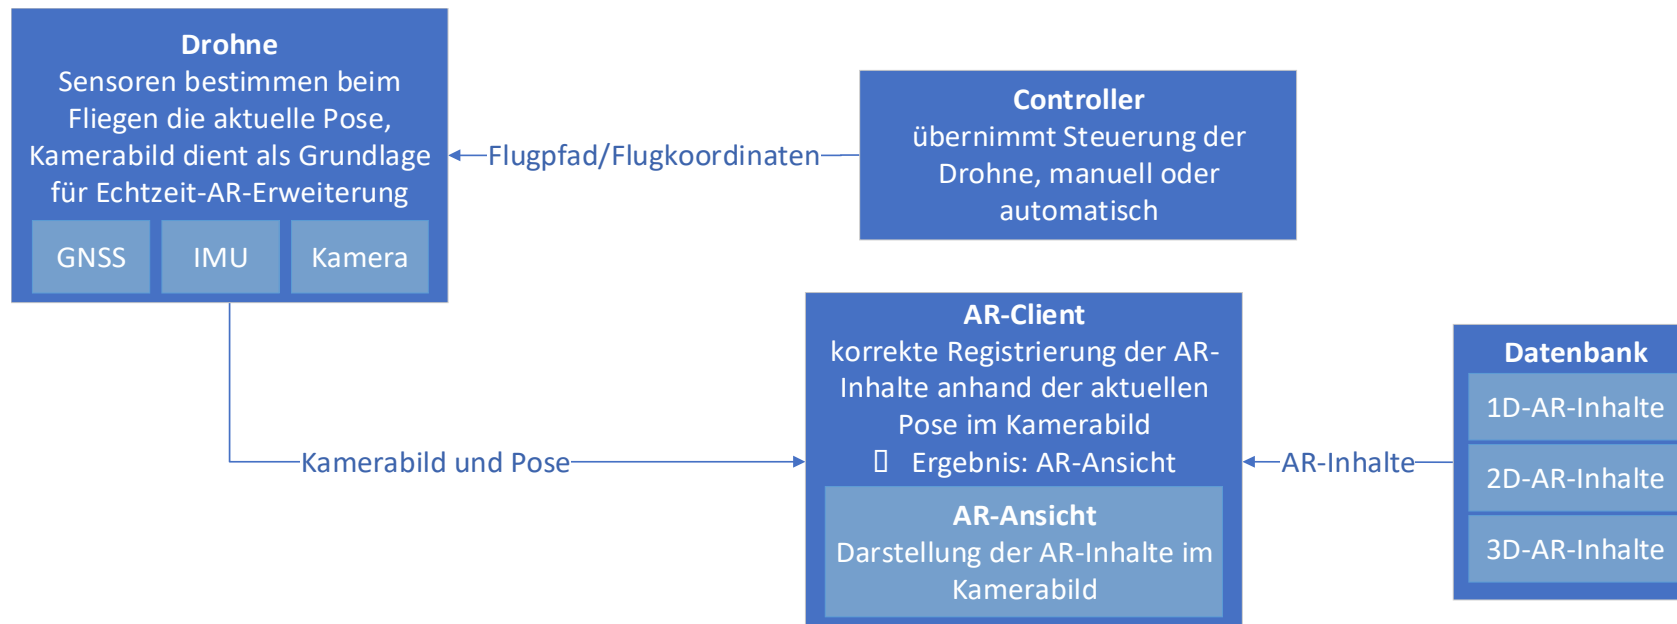 Drohne
Sensoren bestimmen beim
Fliegen die aktuelle Pose,
Kamerabild dient als Grundlage
für Echtzeit-AR-Erweiterung
GNSS
IMU
Kamera
Flugpfad/Flugkoordinaten
Controller
übernimmt Steuerung der
Drohne, manuell oder
automatisch
Kamerabild und Pose
AR-Client
korrekte Registrierung der AR-
Inhalte anhand der aktuellen
Pose im Kamerabild
Ergebnis: AR-Ansicht
AR-Ansicht
Darstellung der AR-Inhalte im
Kamerabild
AR-Inhalte
Datenbank
1D-AR-Inhalte
2D-AR-Inhalte
3D-AR-Inhalte